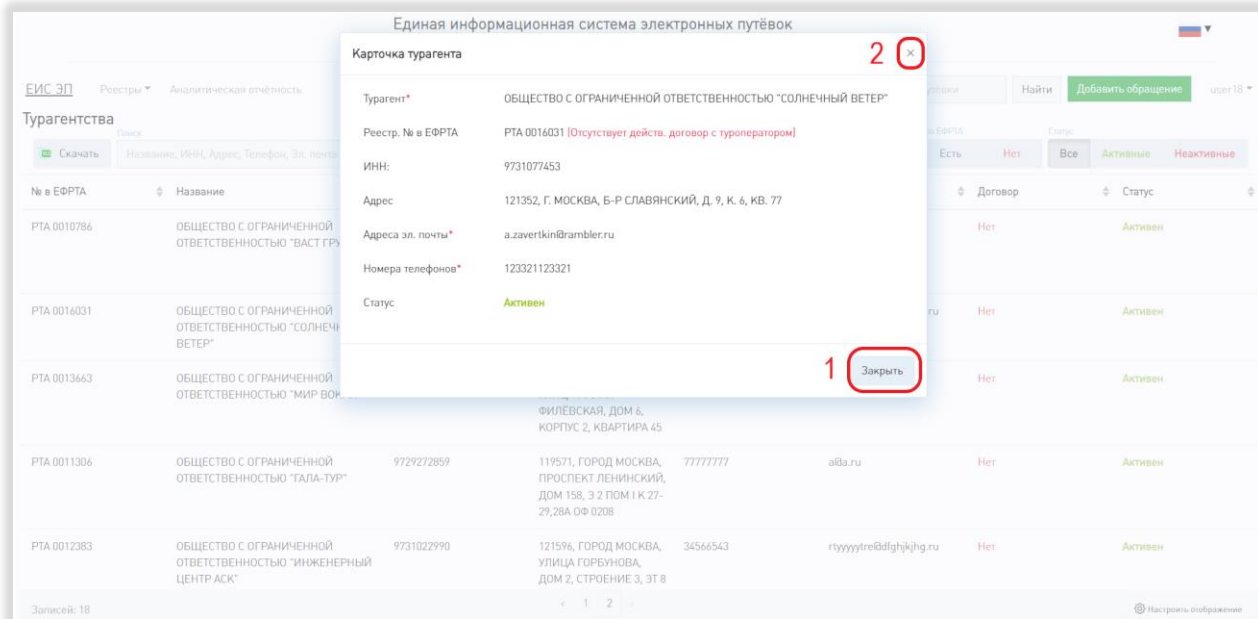 Единая информационная система электронных путёвок
Карточка турагента
2
×
ЕИС ЭП Реестры Аналитическая отчётность Найти Добавить обращение user18
Турагентства
Турагент* ОБЩЕСТВО С ОГРАНИЧЕННОЙ ОТВЕТСТВЕННОСТЬЮ "СОЛНЕЧНЫЙ ВЕТЕР"
Поиск Статус
Реестр. № в ЕФРТА РТА 0016031 (Отсутствует действ. договор с туроператором)
Скачать Название, ИНН, Адрес, Телефон, Эл. почта Есть Нет Все Активные Неактивные
ИНН: 9731077453
№ в ЕФРТА Название Договор Статус
Адрес 121352, Г. МОСКВА, Б-Р СЛАВЯНСКИЙ, Д. 9, К. 6, КВ. 77
РТА 0010786 ОБЩЕСТВО С ОГРАНИЧЕННОЙ Нет Активен
ОТВЕТСТВЕННОСТЬЮ "ВАСТ
Адреса эл. почты* a.zavertkin@rambler.ru
Номера телефонов* 123321123321
Статус Активен
РТА 0016031 ОБЩЕСТВО С ОГРАНИЧЕННОЙ ru Нет Активен
ОТВЕТСТВЕННОСТЬЮ
ВЕТЕР"
1 Закрыть
РТА 0013663 ОБЩЕСТВО С ОГРАНИЧЕННОЙ Нет Активен
ОТВЕТСТВЕННОСТЬЮ "МИР
ФИЛЁВСКАЯ, ДОМ 6,
КОРПУС 2, КВАРТИРА 45
РТА 0011306 ОБЩЕСТВО С ОГРАНИЧЕННОЙ 9729272859 119571, ГОРОД МОСКВА, 77777777 a@a.ru Нет Активен
ОТВЕТСТВЕННОСТЬЮ "ГАЛА-ТУР" ПРОСПЕКТ ЛЕНИНСКИЙ,
ДОМ 158, Э 2 ПОМ I К 27-
29,28А ОФ 0208
РТА 0012383 ОБЩЕСТВО С ОГРАНИЧЕННОЙ 9731022990 121596, ГОРОД МОСКВА, 34566543 rtyyyyytre@dfghjkjhg.ru Нет Активен
ОТВЕТСТВЕННОСТЬЮ "ИНЖЕНЕРНЫЙ УЛИЦА ГОРБУНОВА,
ЦЕНТР АСК" ДОМ 2, СТРОЕНИЕ 3, ЭТ 8
Записей: 18 ‹ 1 2 › Настроить отображение